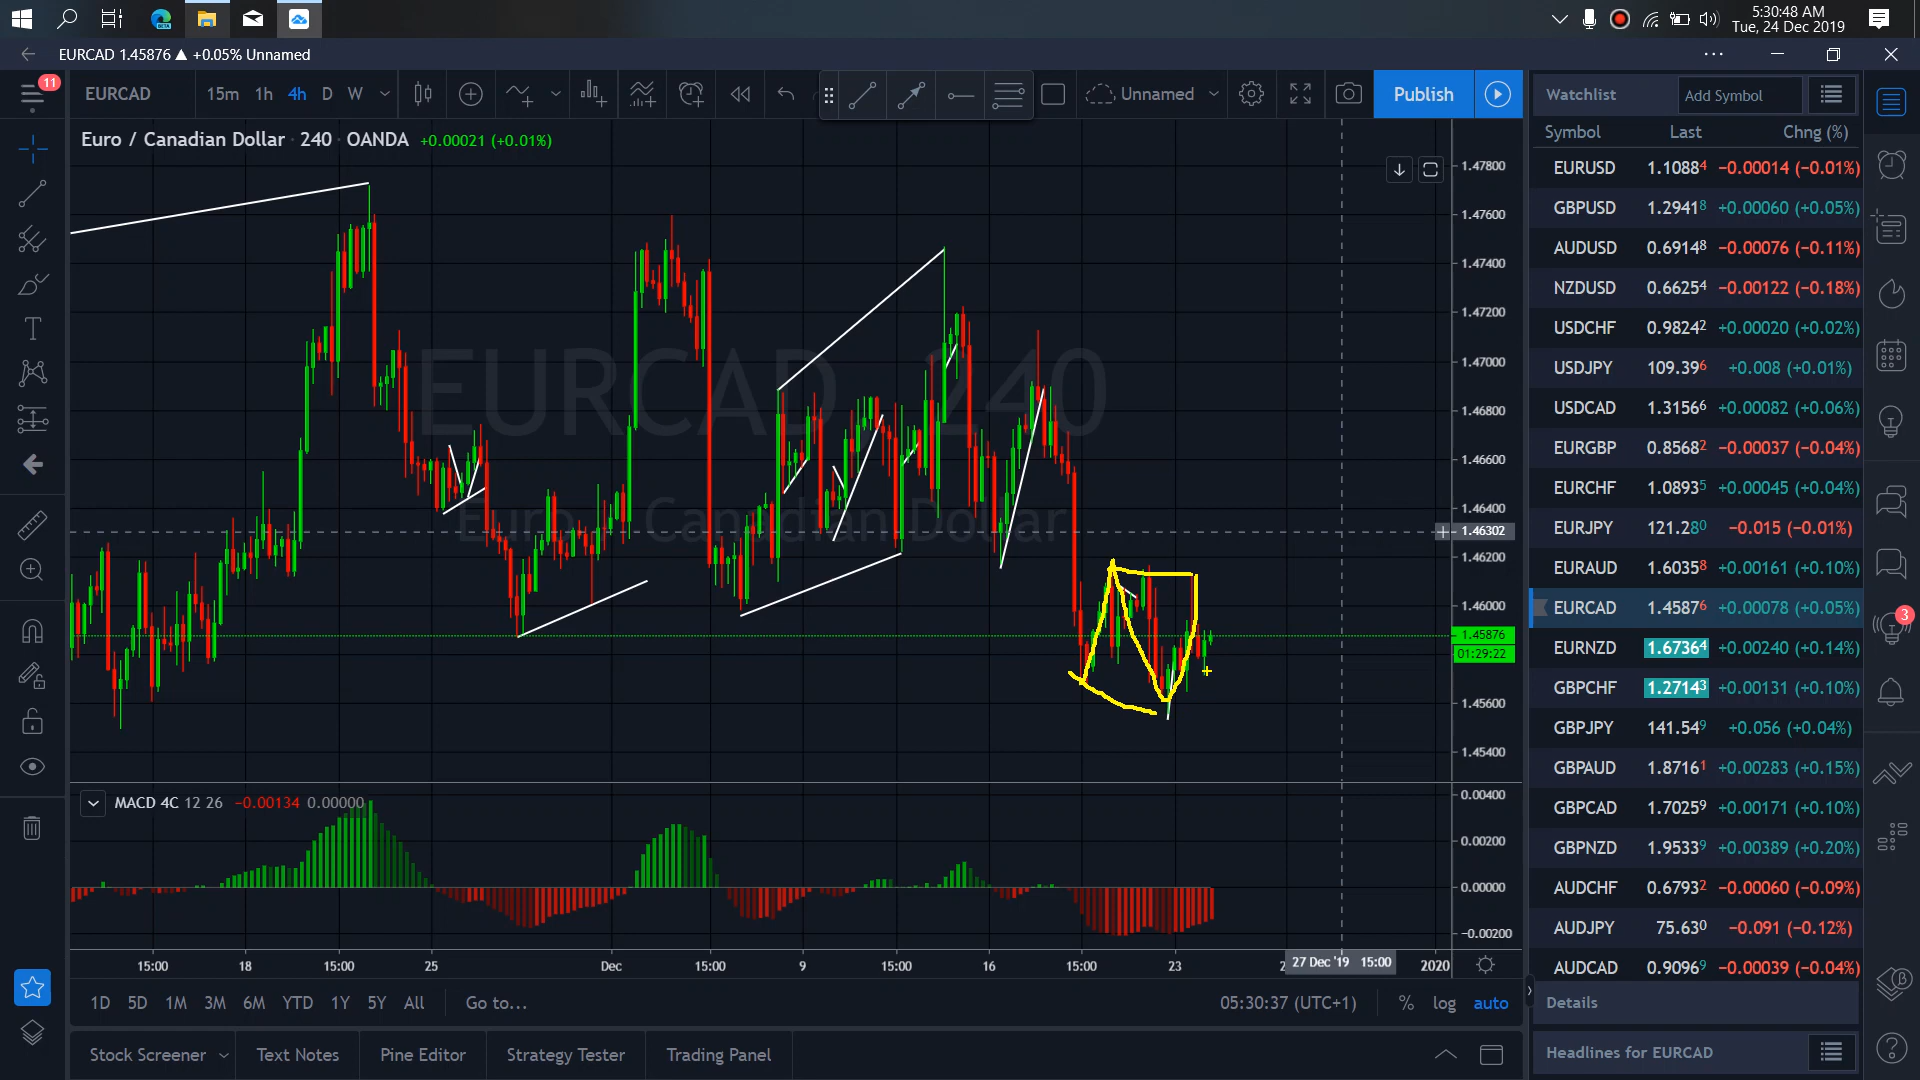 5:30:48 AM
Tue, 24 Dec 2019
EURCAD 1.45876 ▲ +0.05% Unnamed
11
EURCAD 15m 1h 4h D W Unnamed Publish
Watchlist Add Symbol
Symbol Last Chng (%)
Euro / Canadian Dollar · 240 · OANDA +0.00021 (+0.01%)
EURCAD 240
Euro / Canadian Dollar
EURUSD 1.10884 −0.00014 (−0.01%)
GBPUSD 1.29418 +0.00060 (+0.05%)
AUDUSD 0.69148 −0.00076 (−0.11%)
NZDUSD 0.66254 −0.00122 (−0.18%)
USDCHF 0.98242 +0.00020 (+0.02%)
USDJPY 109.396 +0.008 (+0.01%)
USDCAD 1.31566 +0.00082 (+0.06%)
EURGBP 0.85682 −0.00037 (−0.04%)
EURCHF 1.08935 +0.00045 (+0.04%)
EURJPY 121.280 −0.015 (−0.01%)
EURAUD 1.60358 +0.00161 (+0.10%)
EURCAD 1.45876 +0.00078 (+0.05%)
3
EURNZD 1.67364 +0.00240 (+0.14%)
GBPCHF 1.27143 +0.00131 (+0.10%)
GBPJPY 141.549 +0.056 (+0.04%)
GBPAUD 1.87161 +0.00283 (+0.15%)
GBPCAD 1.70259 +0.00171 (+0.10%)
GBPNZD 1.95339 +0.00389 (+0.20%)
AUDCHF 0.67932 −0.00060 (−0.09%)
AUDJPY 75.630 −0.091 (−0.12%)
AUDCAD 0.90969 −0.00039 (−0.04%)
1.47800
1.47600
1.47400
1.47200
1.47000
1.46800
1.46600
1.46400
1.46302
1.46200
1.46000
1.45876
01:29:22
1.45600
1.45400
MACD 4C 12 26 −0.00134 0.00000
0.00400
0.00200
0.00000
−0.00200
15:00 18 15:00 25 Dec 15:00 9 15:00 16 15:00 23 27 Dec '19 15:00 2020
1D 5D 1M 3M 6M YTD 1Y 5Y All Go to... 05:30:37 (UTC+1) % log auto
Details
Stock Screener Text Notes Pine Editor Strategy Tester Trading Panel
Headlines for EURCAD